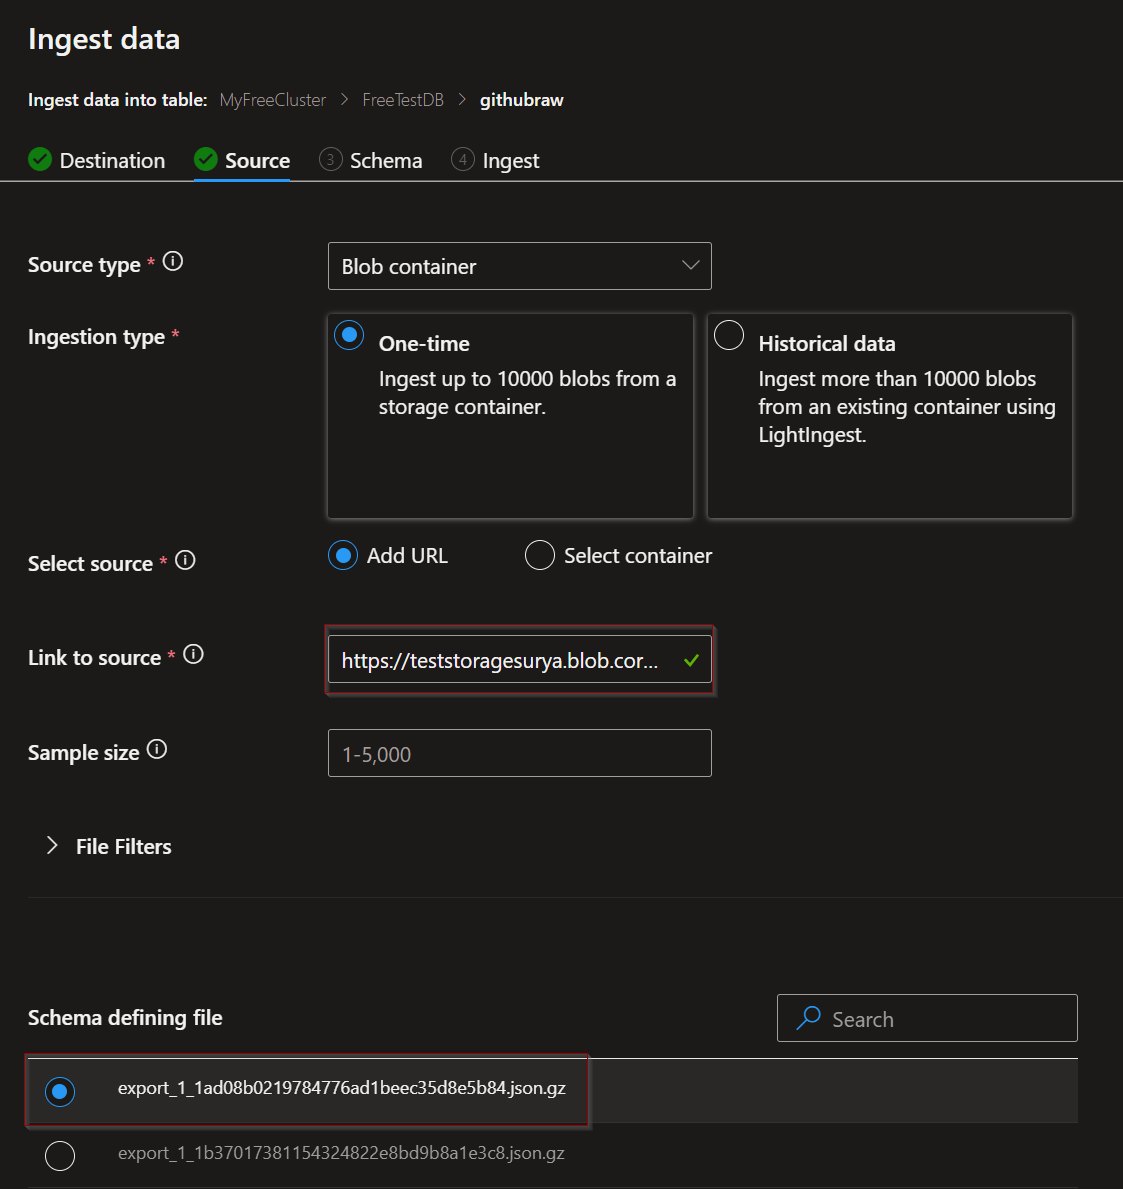 Ingest data
Ingest data into table: MyFreeCluster > FreeTestDB > githubraw
Destination Source 3 Schema 4 Ingest
Source type * Blob container
Ingestion type *
One-time
Ingest up to 10000 blobs from a
storage container.
Historical data
Ingest more than 10000 blobs
from an existing container using
LightIngest.
Select source * Add URL Select container
Link to source * https://teststoragesurya.blob.cor...
Sample size 1-5,000
File Filters
Schema defining file Search
export_1_1ad08b0219784776ad1beec35d8e5b84.json.gz
export_1_1b37017381154324822e8bd9b8a1e3c8.json.gz